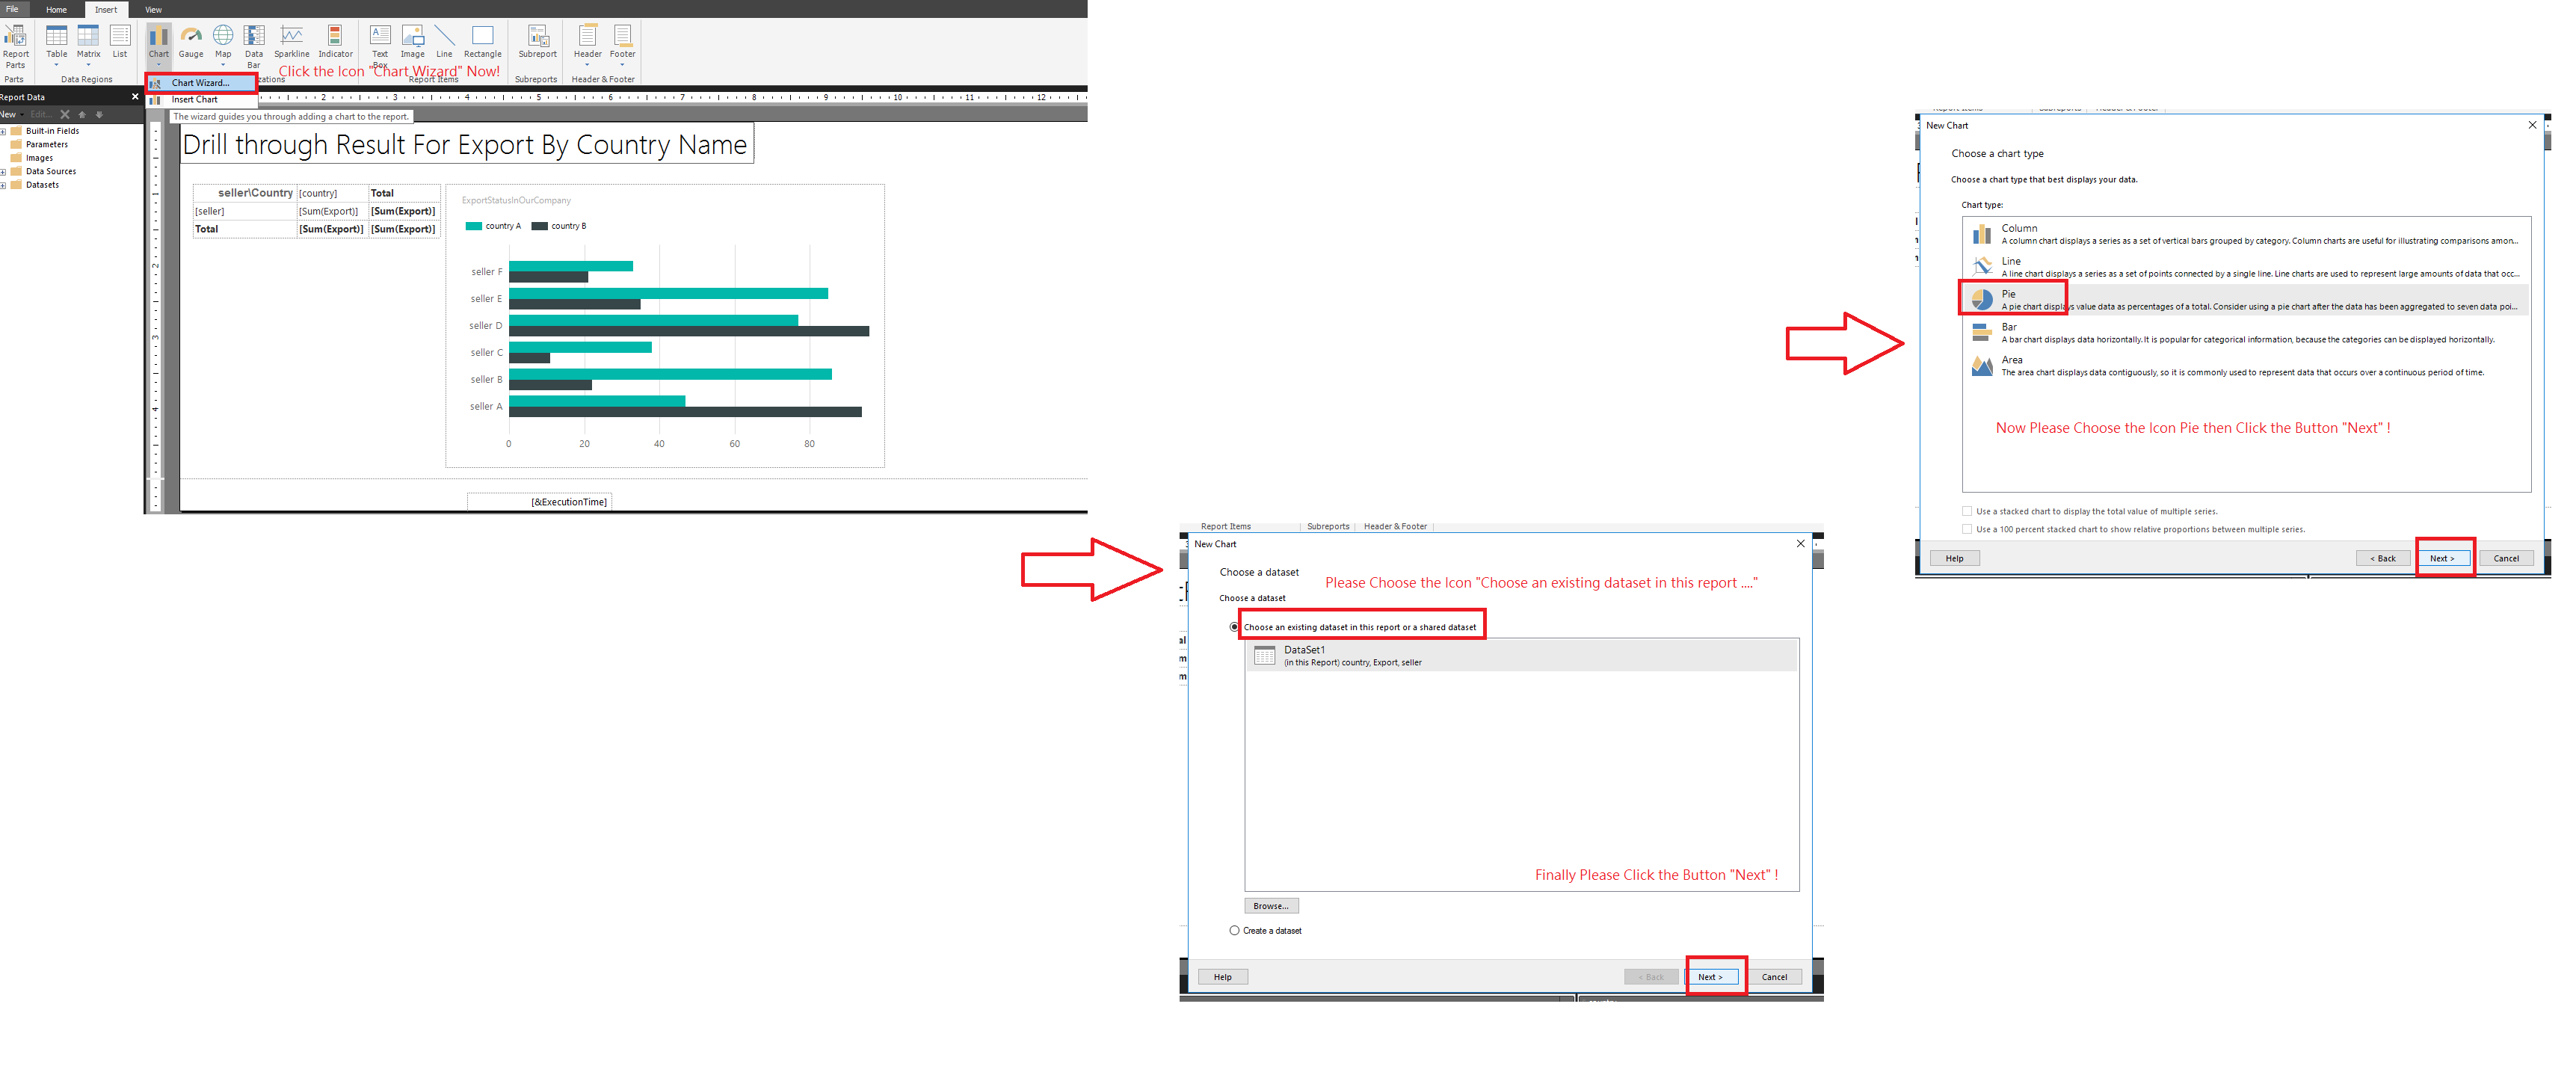 File Home Insert View
Report Parts
Table
Matrix
List
Chart
Gauge
Map
Data Bar
Sparkline
Indicator
Text Box
Image
Line
Rectangle
Subreport
Header
Footer
Click the Icon "Chart Wizard" Now!
Parts
Data Regions
Report Items
Subreports
Header & Footer
Chart Wizard...
Insert Chart
The wizard guides you through adding a chart to the report.
Report Data
New Edit...
Built-in Fields
Parameters
Images
Data Sources
Datasets
2 3 4 5 6 7 8 9 10 11 12
1
2
3
4
Drill through Result For Export By Country Name
seller\Country [country] Total
[seller] [Sum(Export)] [Sum(Export)]
Total [Sum(Export)] [Sum(Export)]
ExportStatusInOurCompany
country A country B
seller F
seller E
seller D
seller C
seller B
seller A
0 20 40 60 80
[&ExecutionTime]
Report Items Subreports Header & Footer
New Chart
Choose a dataset
Please Choose the Icon "Choose an existing dataset in this report ...."
Choose a dataset
Choose an existing dataset in this report or a shared dataset
DataSet1
(in this Report) country, Export, seller
Finally Please Click the Button "Next" !
Browse...
Create a dataset
Help < Back Next > Cancel
New Chart
Choose a chart type
Choose a chart type that best displays your data.
Chart type:
Column
A column chart displays a series as a set of vertical bars grouped by category. Column charts are useful for illustrating comparisons amon...
Line
A line chart displays a series as a set of points connected by a single line. Line charts are used to represent large amounts of data that occ...
Pie
A pie chart displays value data as percentages of a total. Consider using a pie chart after the data has been aggregated to seven data poi...
Bar
A bar chart displays data horizontally. It is popular for categorical information, because the categories can be displayed horizontally.
Area
The area chart displays data contiguously, so it is commonly used to represent data that occurs over a continuous period of time.
Now Please Choose the Icon Pie then Click the Button "Next" !
Use a stacked chart to display the total value of multiple series.
Use a 100 percent stacked chart to show relative proportions between multiple series.
Help < Back Next > Cancel